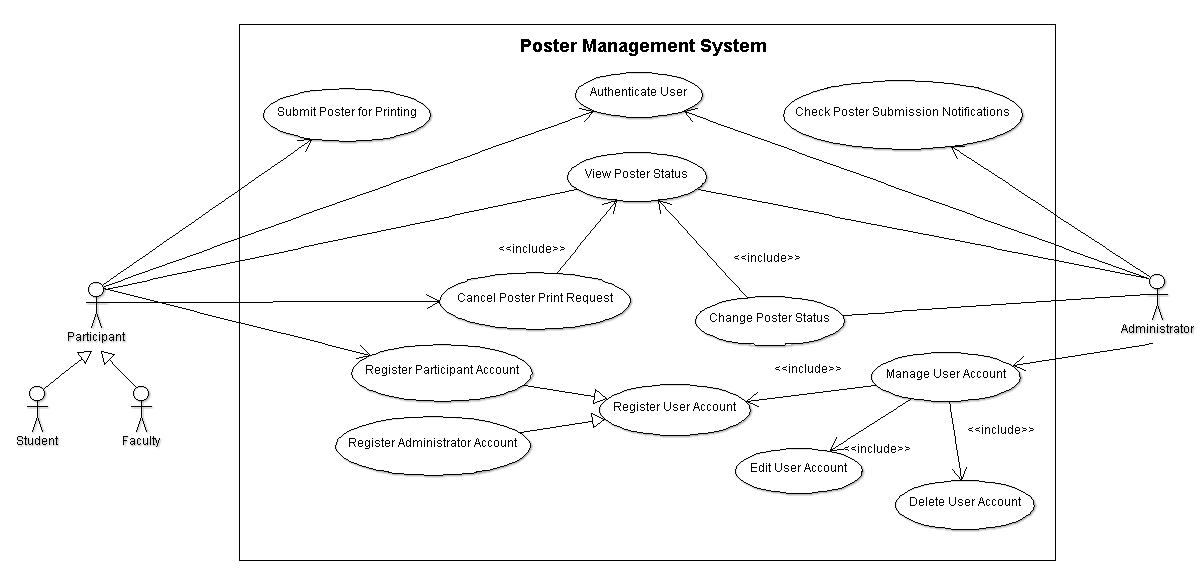 Poster Management System
Authenticate User
Submit Poster for Printing
Check Poster Submission Notifications
View Poster Status
<<include>>
<<include>>
Cancel Poster Print Request
Change Poster Status
Participant
Administrator
Register Participant Account
<<include>>
Manage User Account
Register User Account
Student
Faculty
Register Administrator Account
<<include>>
<<include>>
Edit User Account
Delete User Account